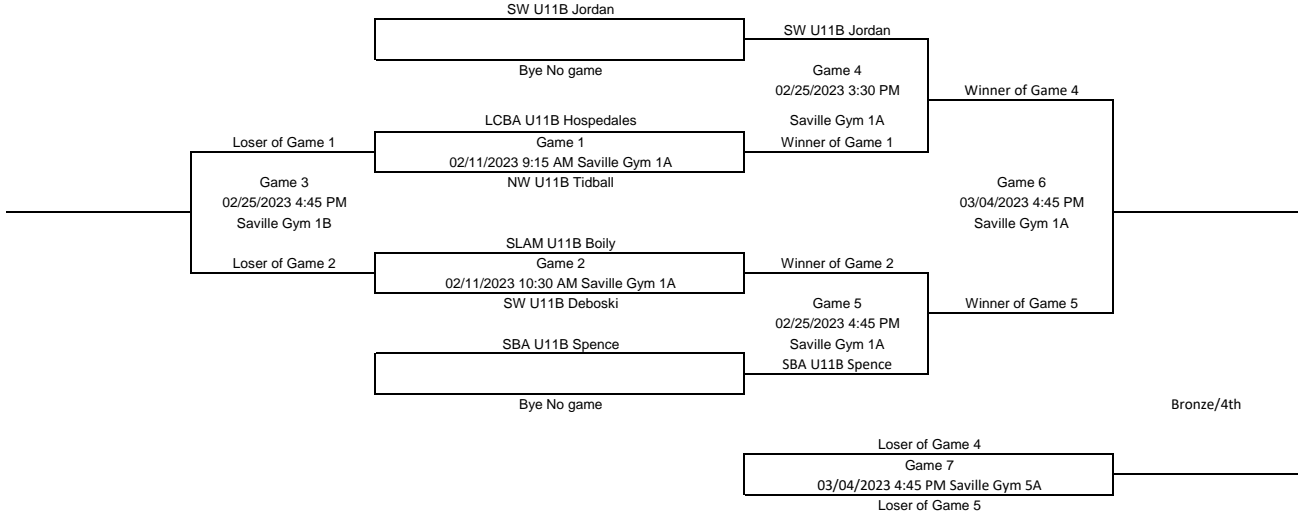 SW U11B Jordan
SW U11B Jordan
Bye No game
Game 4
02/25/2023 3:30 PM
Winner of Game 4
LCBA U11B Hospedales
Saville Gym 1A
Loser of Game 1
Game 1
Winner of Game 1
02/11/2023 9:15 AM Saville Gym 1A
Game 3
NW U11B Tidball
Game 6
02/25/2023 4:45 PM
03/04/2023 4:45 PM
Saville Gym 1B
Saville Gym 1A
SLAM U11B Boily
Loser of Game 2
Game 2
Winner of Game 2
02/11/2023 10:30 AM Saville Gym 1A
SW U11B Deboski
Game 5
Winner of Game 5
02/25/2023 4:45 PM
SBA U11B Spence
Saville Gym 1A
SBA U11B Spence
Bye No game
Bronze/4th
Loser of Game 4
Game 7
03/04/2023 4:45 PM Saville Gym 5A
Loser of Game 5